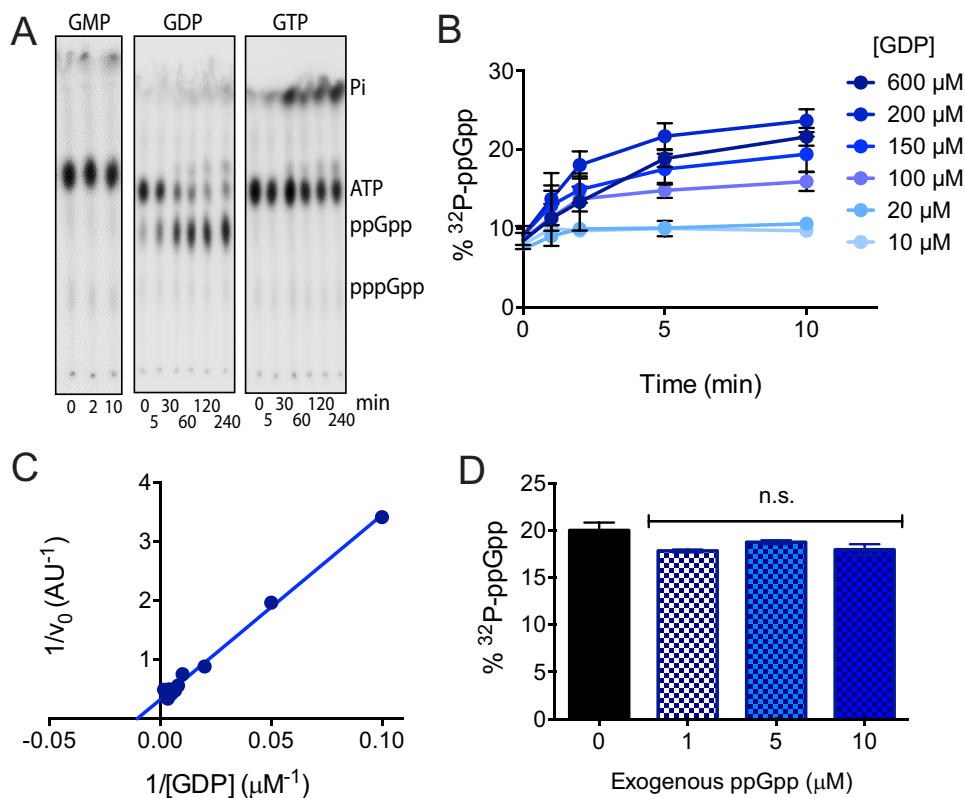 A
GMP
GDP
GTP
Pi
ATP
ppGpp
pppGpp
0 2 10
0 30 120
5 60 240
0 30 120
5 60 240
min
B
[GDP]
600 µM
200 µM
150 µM
100 µM
20 µM
10 µM
% ³²P-ppGpp
30
20
10
0
0 5 10
Time (min)
C
1/v₀ (AU⁻¹)
4
3
2
1
-0.05 0.00 0.05 0.10
1/[GDP] (µM⁻¹)
D
n.s.
% ³²P-ppGpp
25
20
15
10
5
0
0 1 5 10
Exogenous ppGpp (µM)